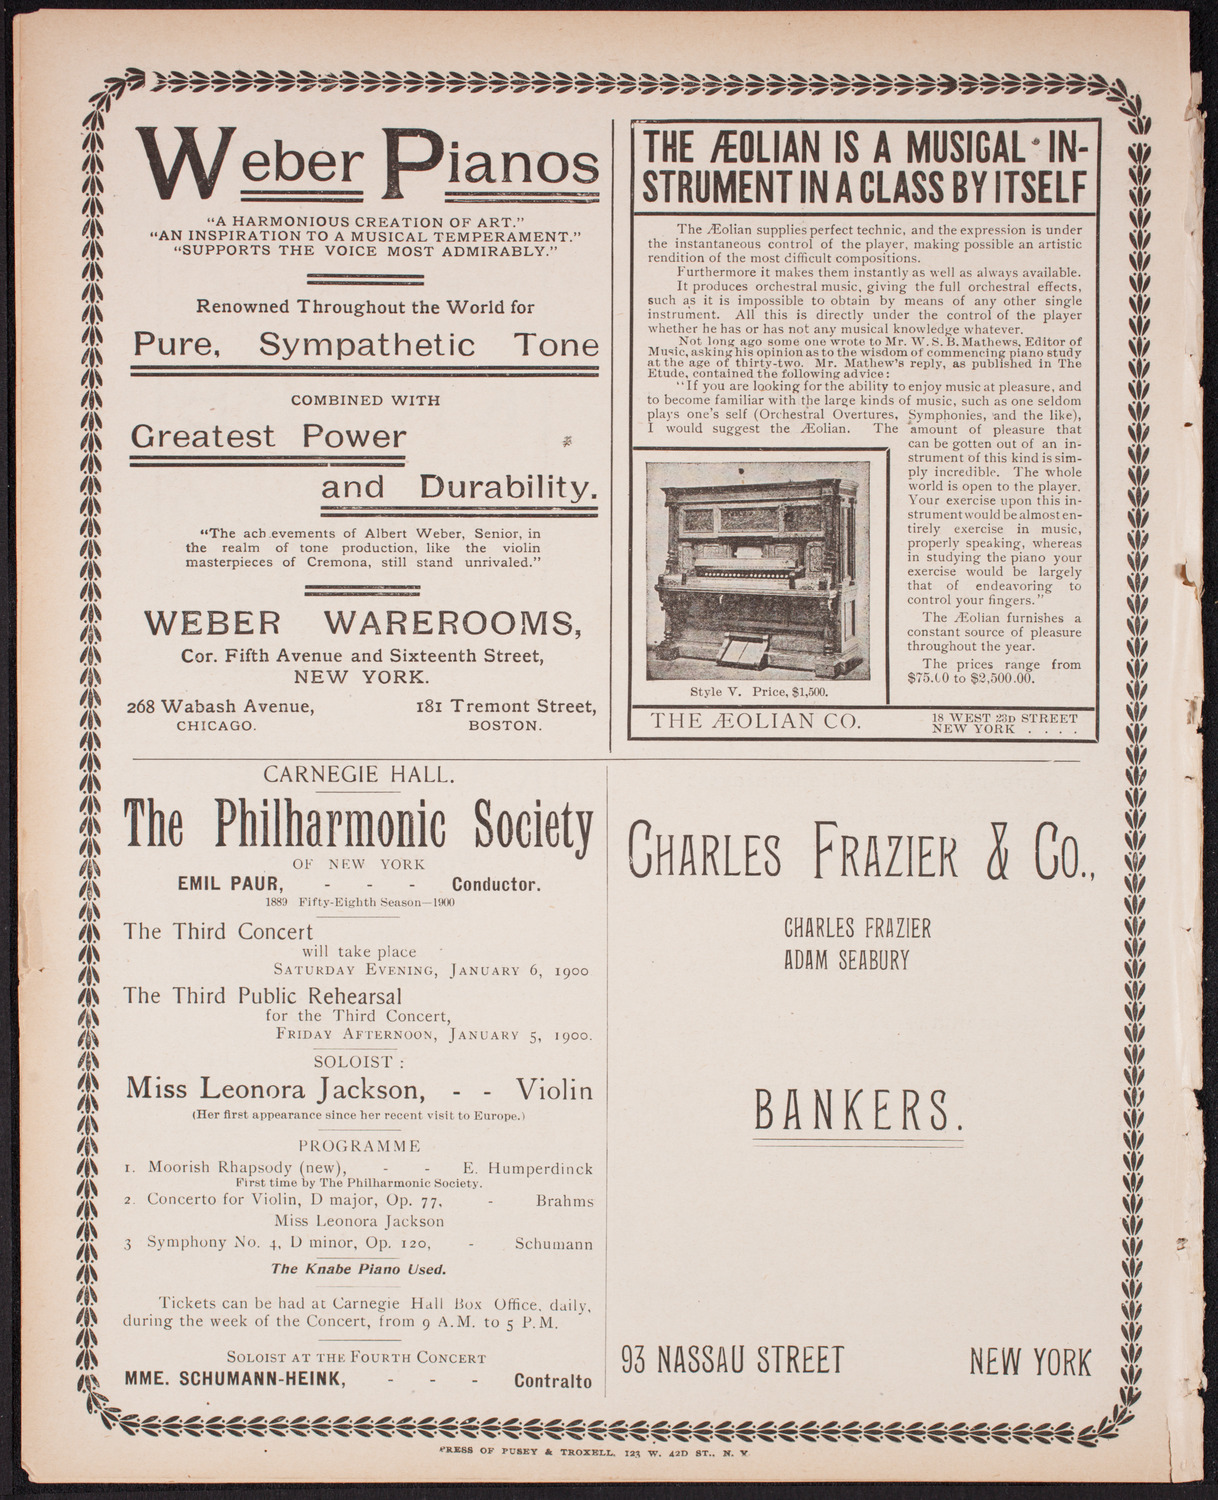 Weber Pianos
“A HARMONIOUS CREATION OF ART.”
“AN INSPIRATION TO A MUSICAL TEMPERAMENT.”
“SUPPORTS THE VOICE MOST ADMIRABLY.”
Renowned Throughout the World for
Pure, Sympathetic Tone
COMBINED WITH
Greatest Power
and Durability.
“The ach evements of Albert Weber, Senior, in
the realm of tone production, like the violin
masterpieces of Cremona, still stand unrivaled.”
WEBER WAREROOMS,
Cor. Fifth Avenue and Sixteenth Street,
NEW YORK.
268 Wabash Avenue, 181 Tremont Street,
CHICAGO. BOSTON.
THE ÆOLIAN IS A MUSICAL IN-
STRUMENT IN A CLASS BY ITSELF
The Æolian supplies perfect technic, and the expression is under
the instantaneous control of the player, making possible an artistic
rendition of the most difficult compositions.
Furthermore it makes them instantly as well as always available.
It produces orchestral music, giving the full orchestral effects,
such as it is impossible to obtain by means of any other single
instrument. All this is directly under the control of the player
whether he has or has not any musical knowledge whatever.
Not long ago some one wrote to Mr. W. S. B. Mathews, Editor of
Music, asking his opinion as to the wisdom of commencing piano study
at the age of thirty-two. Mr. Mathew's reply, as published in The
Etude, contained the following advice:
“If you are looking for the ability to enjoy music at pleasure, and
to become familiar with the large kinds of music, such as one seldom
plays one's self (Orchestral Overtures, Symphonies, and the like),
I would suggest the Æolian. The amount of pleasure that
can be gotten out of an in-
strument of this kind is sim-
ply incredible. The whole
world is open to the player.
Your exercise upon this in-
strument would be almost en-
tirely exercise in music,
properly speaking, whereas
in studying the piano your
exercise would be largely
that of endeavoring to
control your fingers.”
The Æolian furnishes a
constant source of pleasure
throughout the year.
The prices range from
$75.00 to $2,500.00.
Style V. Price, $1,500.
THE ÆOLIAN CO. 18 WEST 23D STREET
NEW YORK . . . .
CARNEGIE HALL.
The Philharmonic Society
OF NEW YORK
EMIL PAUR, - - - Conductor.
1889 Fifty-Eighth Season—1900
The Third Concert
will take place
SATURDAY EVENING, JANUARY 6, 1900
The Third Public Rehearsal
for the Third Concert,
FRIDAY AFTERNOON, JANUARY 5, 1900.
SOLOIST:
Miss Leonora Jackson, - - Violin
(Her first appearance since her recent visit to Europe.)
PROGRAMME
1. Moorish Rhapsody (new), - - E. Humperdinck
First time by The Philharmonic Society.
2. Concerto for Violin, D major, Op. 77, - Brahms
Miss Leonora Jackson
3 Symphony No. 4, D minor, Op. 120, - Schumann
The Knabe Piano Used.
Tickets can be had at Carnegie Hall Box Office, daily,
during the week of the Concert, from 9 A.M. to 5 P.M.
SOLOIST AT THE FOURTH CONCERT
MME. SCHUMANN-HEINK, - - - Contralto
CHARLES FRAZIER & CO.,
CHARLES FRAZIER
ADAM SEABURY
BANKERS.
93 NASSAU STREET NEW YORK
PRESS OF PUSEY & TROXELL, 123 W. 42D ST., N. Y.